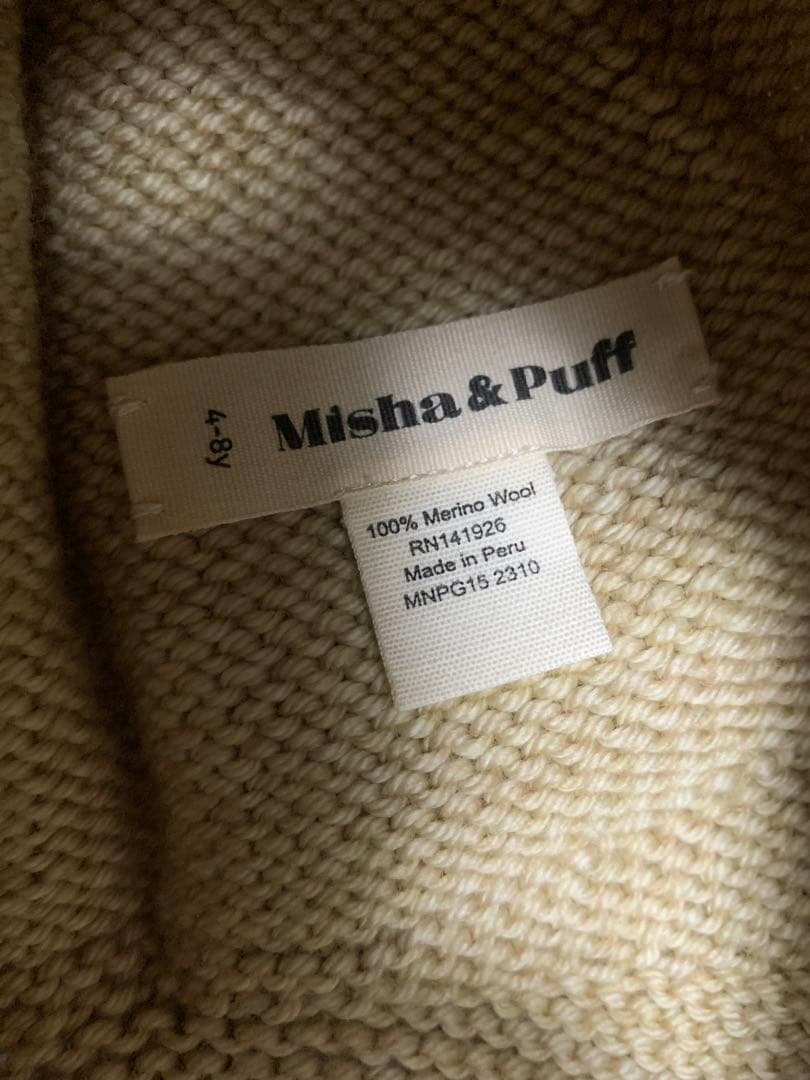 Misha & Puff
4-8y
100% Merino Wool
RN141926
Made in Peru
MNPG15 2310